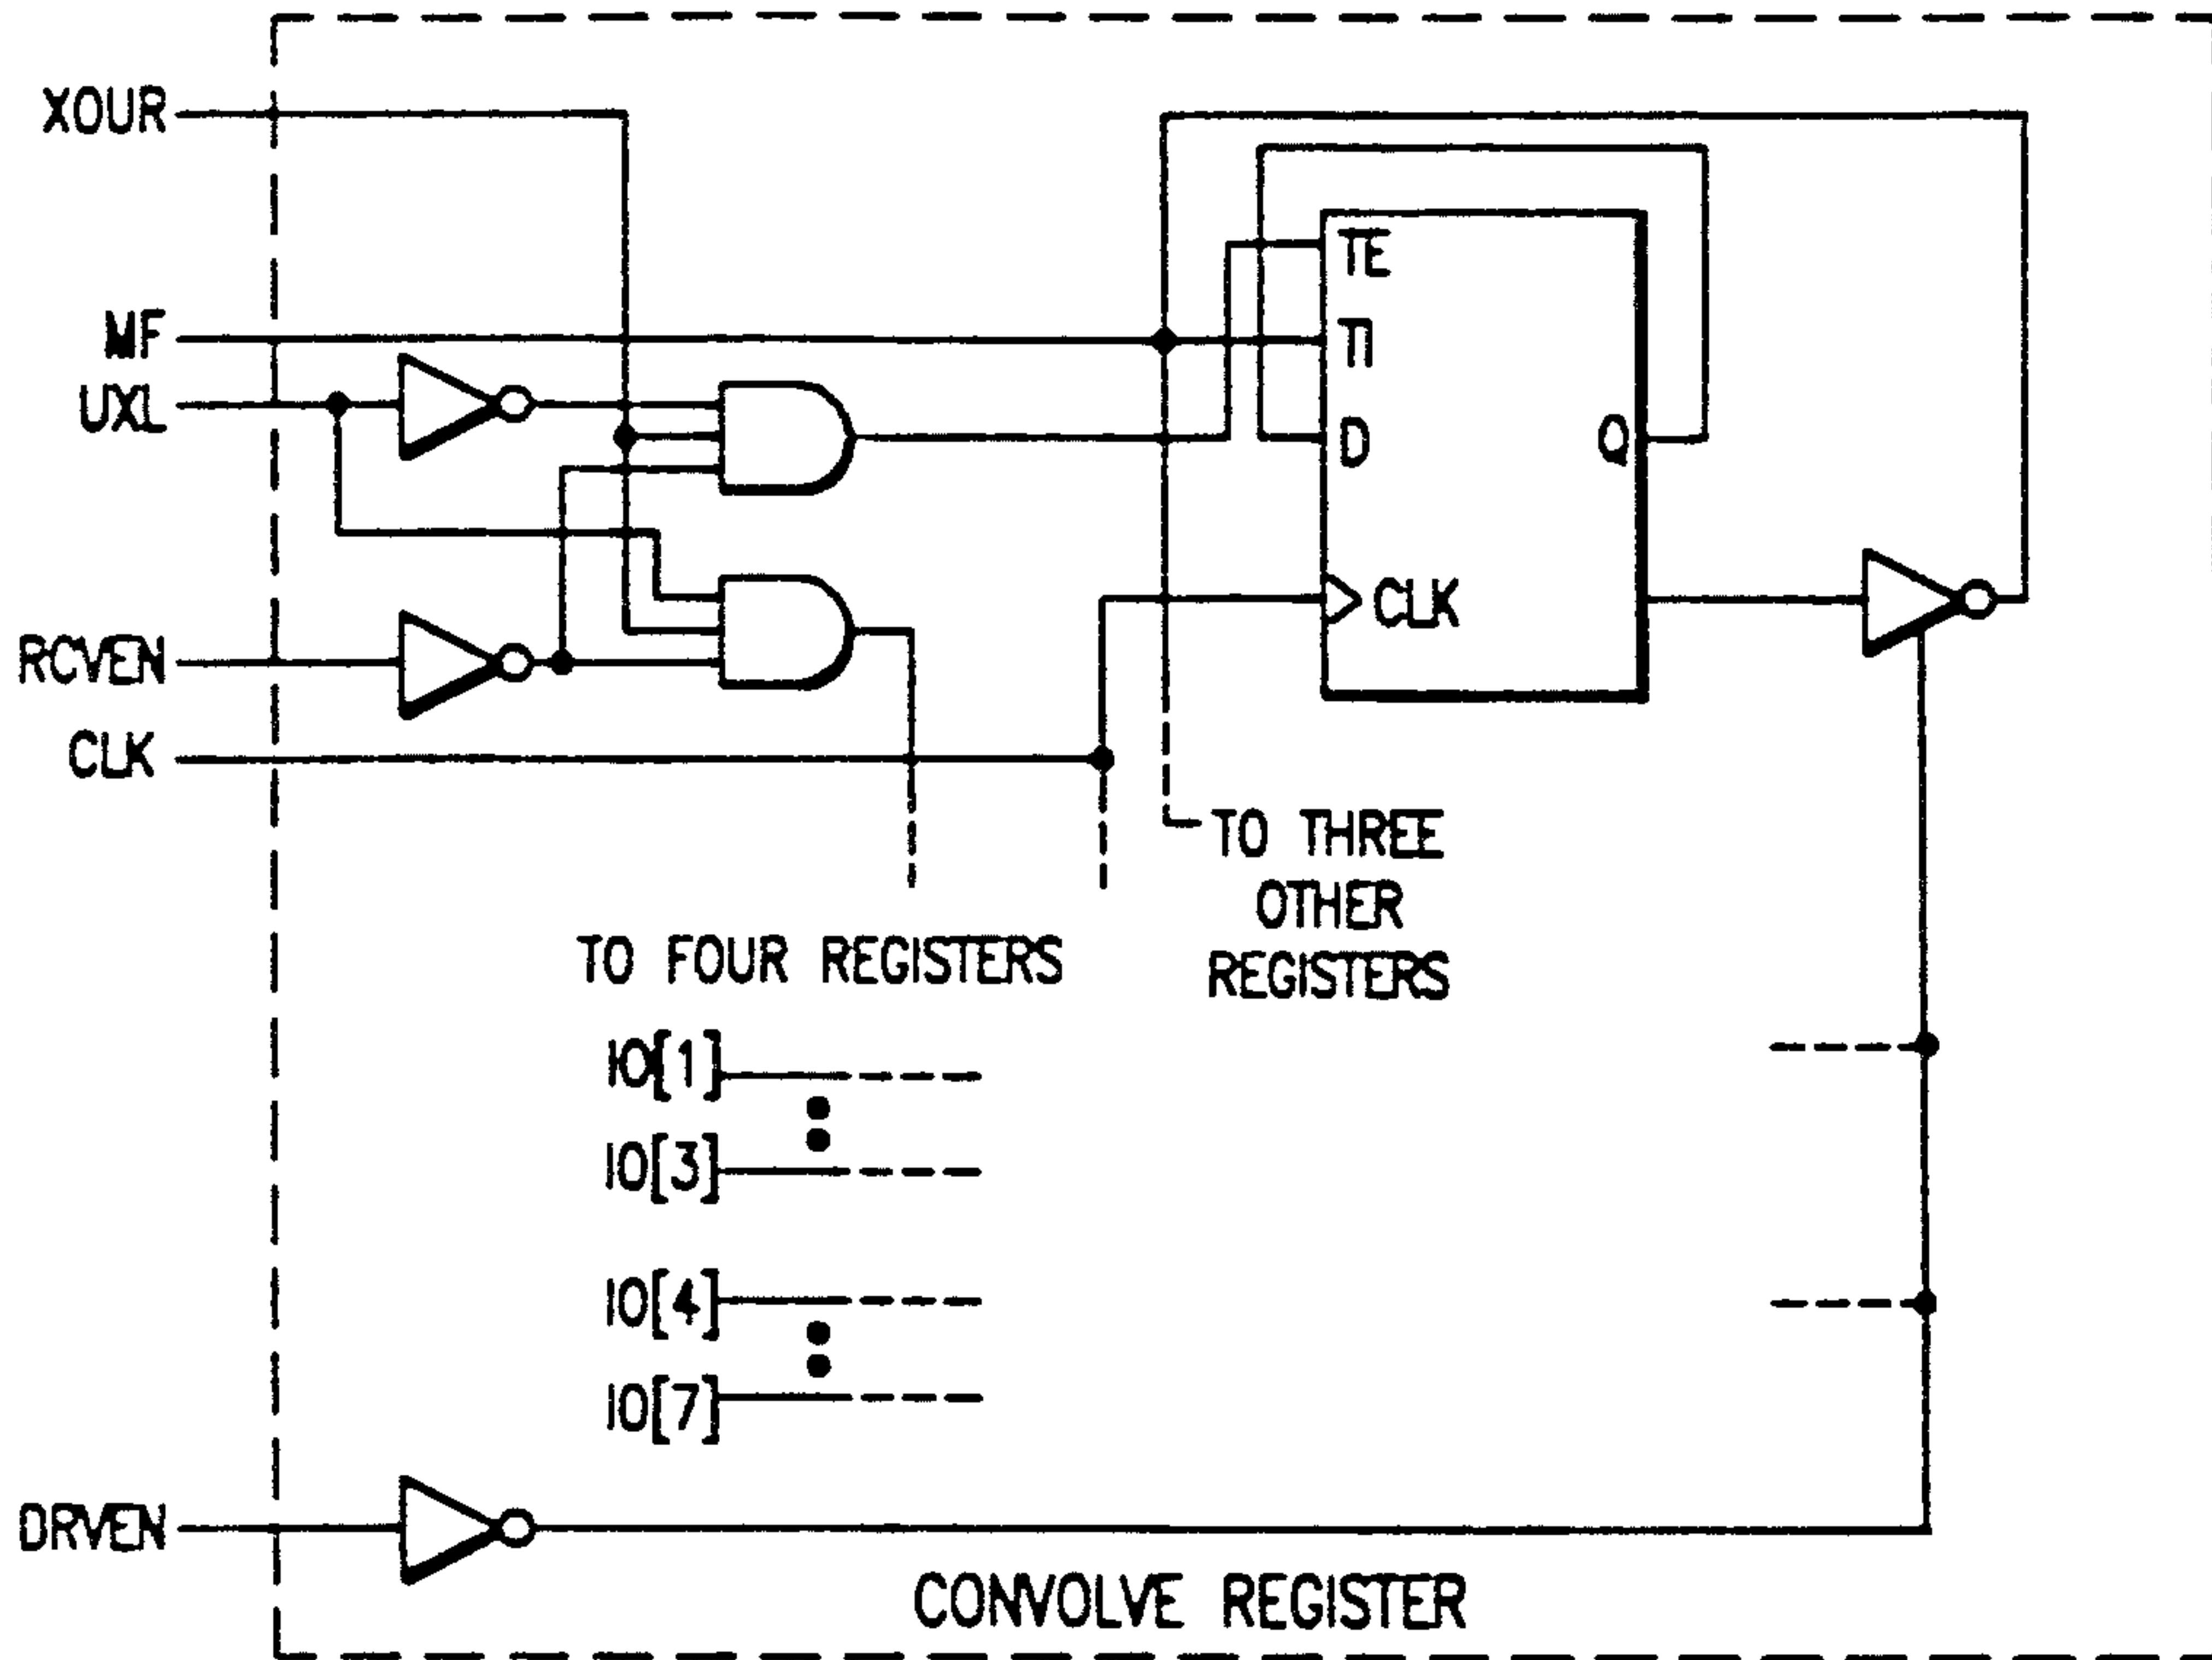 XOUR
MF
UXL
RCVEN
CLK
TE
TI
D
Q
CLK
TO THREE
OTHER
REGISTERS
TO FOUR REGISTERS
IO[1]
IO[3]
IO[4]
IO[7]
DRVEN
CONVOLVE REGISTER